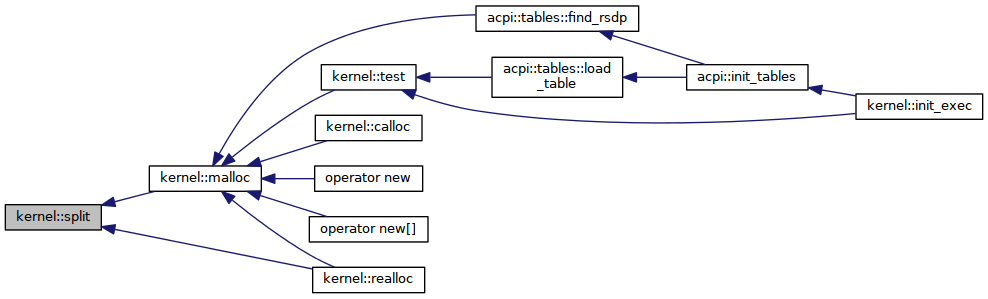 acpi::tables::find_rsdp
kernel::test
acpi::tables::load
_table
acpi::init_tables
kernel::init_exec
kernel::calloc
kernel::malloc
operator new
kernel::split
operator new[]
kernel::realloc